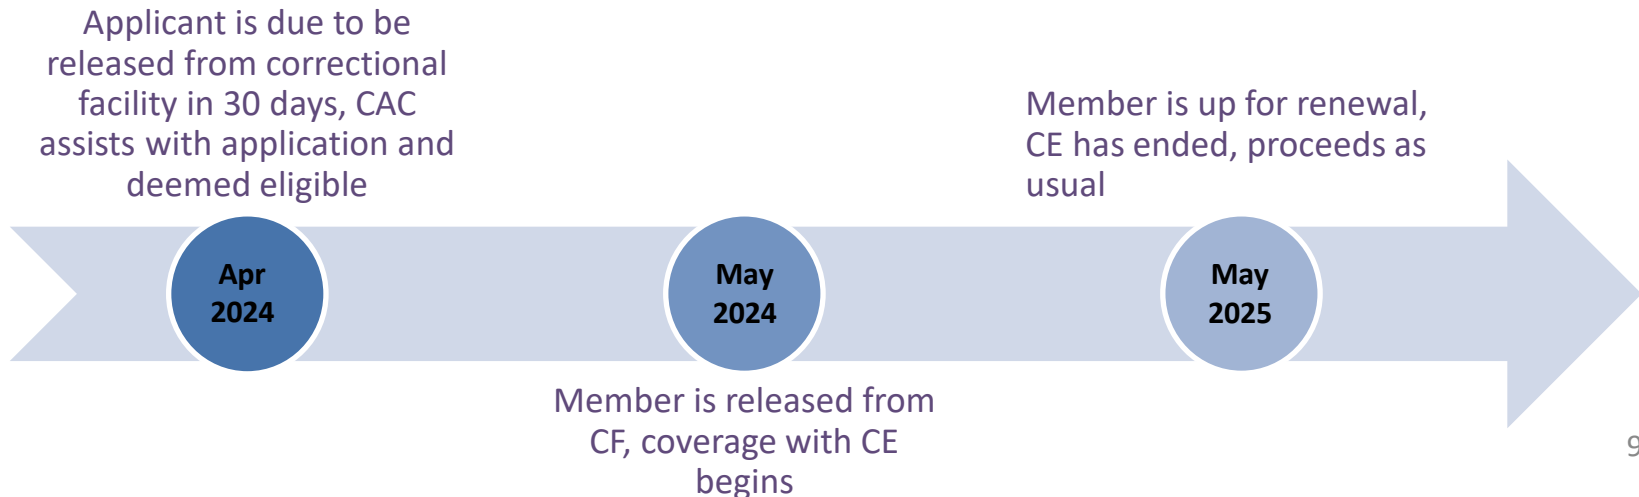 Applicant is due to be
released from correctional
facility in 30 days, CAC
assists with application and
deemed eligible
Member is up for renewal,
CE has ended, proceeds as
usual
Apr
2024
May
2024
May
2025
Member is released from
CF, coverage with CE
begins
9